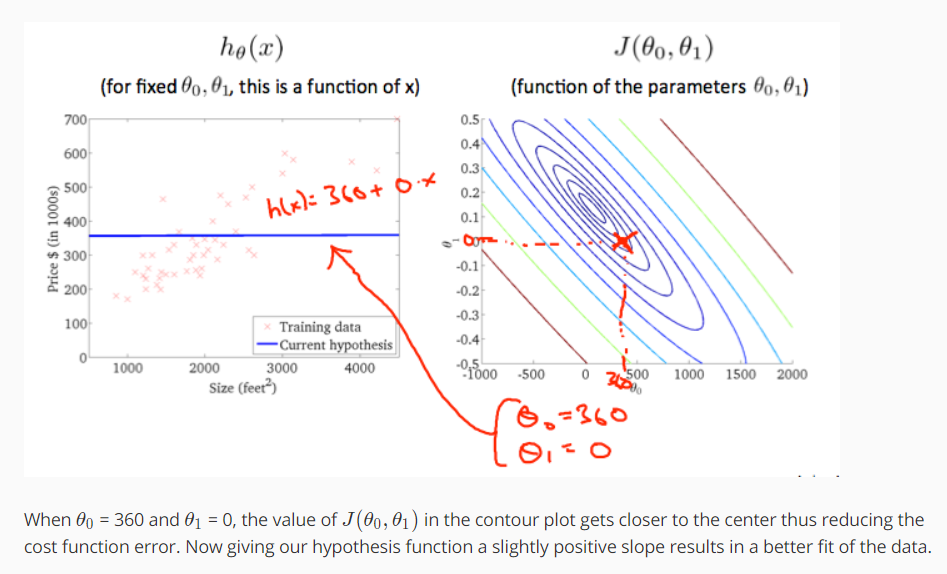 hθ(x)
(for fixed θ₀, θ₁, this is a function of x)
700
600
500
400
300
200
100
0
Price $ (in 1000s)
1000 2000 3000 4000
Size (feet²)
Training data
Current hypothesis
h(x) = 360 + 0·x
J(θ₀, θ₁)
(function of the parameters θ₀, θ₁)
0.5
0.4
0.3
0.2
0.1
-0.1
-0.2
-0.3
-0.4
-0.5
-1000 -500 0 500 1000 1500 2000
360
θ₀ = 360
θ₁ = 0
When θ₀ = 360 and θ₁ = 0, the value of J(θ₀, θ₁) in the contour plot gets closer to the center thus reducing the
cost function error. Now giving our hypothesis function a slightly positive slope results in a better fit of the data.